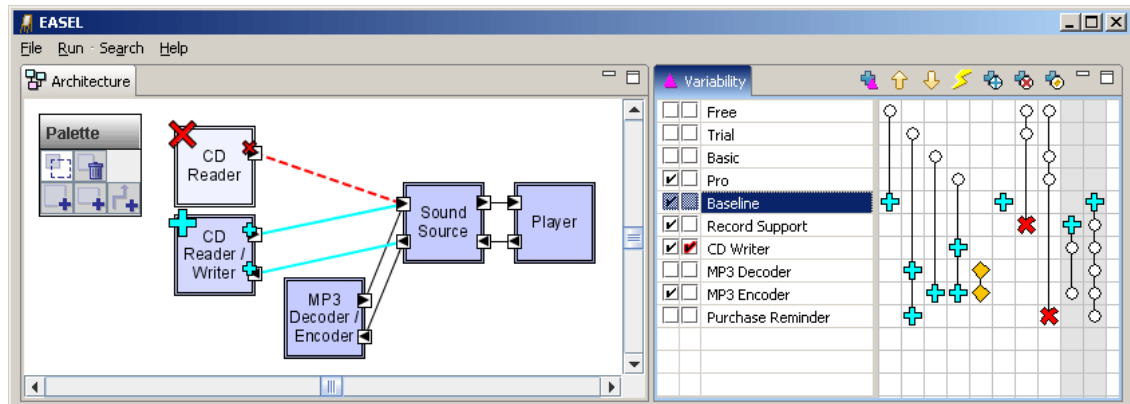 EASEL
File Run Search Help
Architecture
Palette
CD
Reader
CD
Reader /
Writer
Sound
Source
Player
MP3
Decoder /
Encoder
Variability
Free
Trial
Basic
Pro
Baseline
Record Support
CD Writer
MP3 Decoder
MP3 Encoder
Purchase Reminder